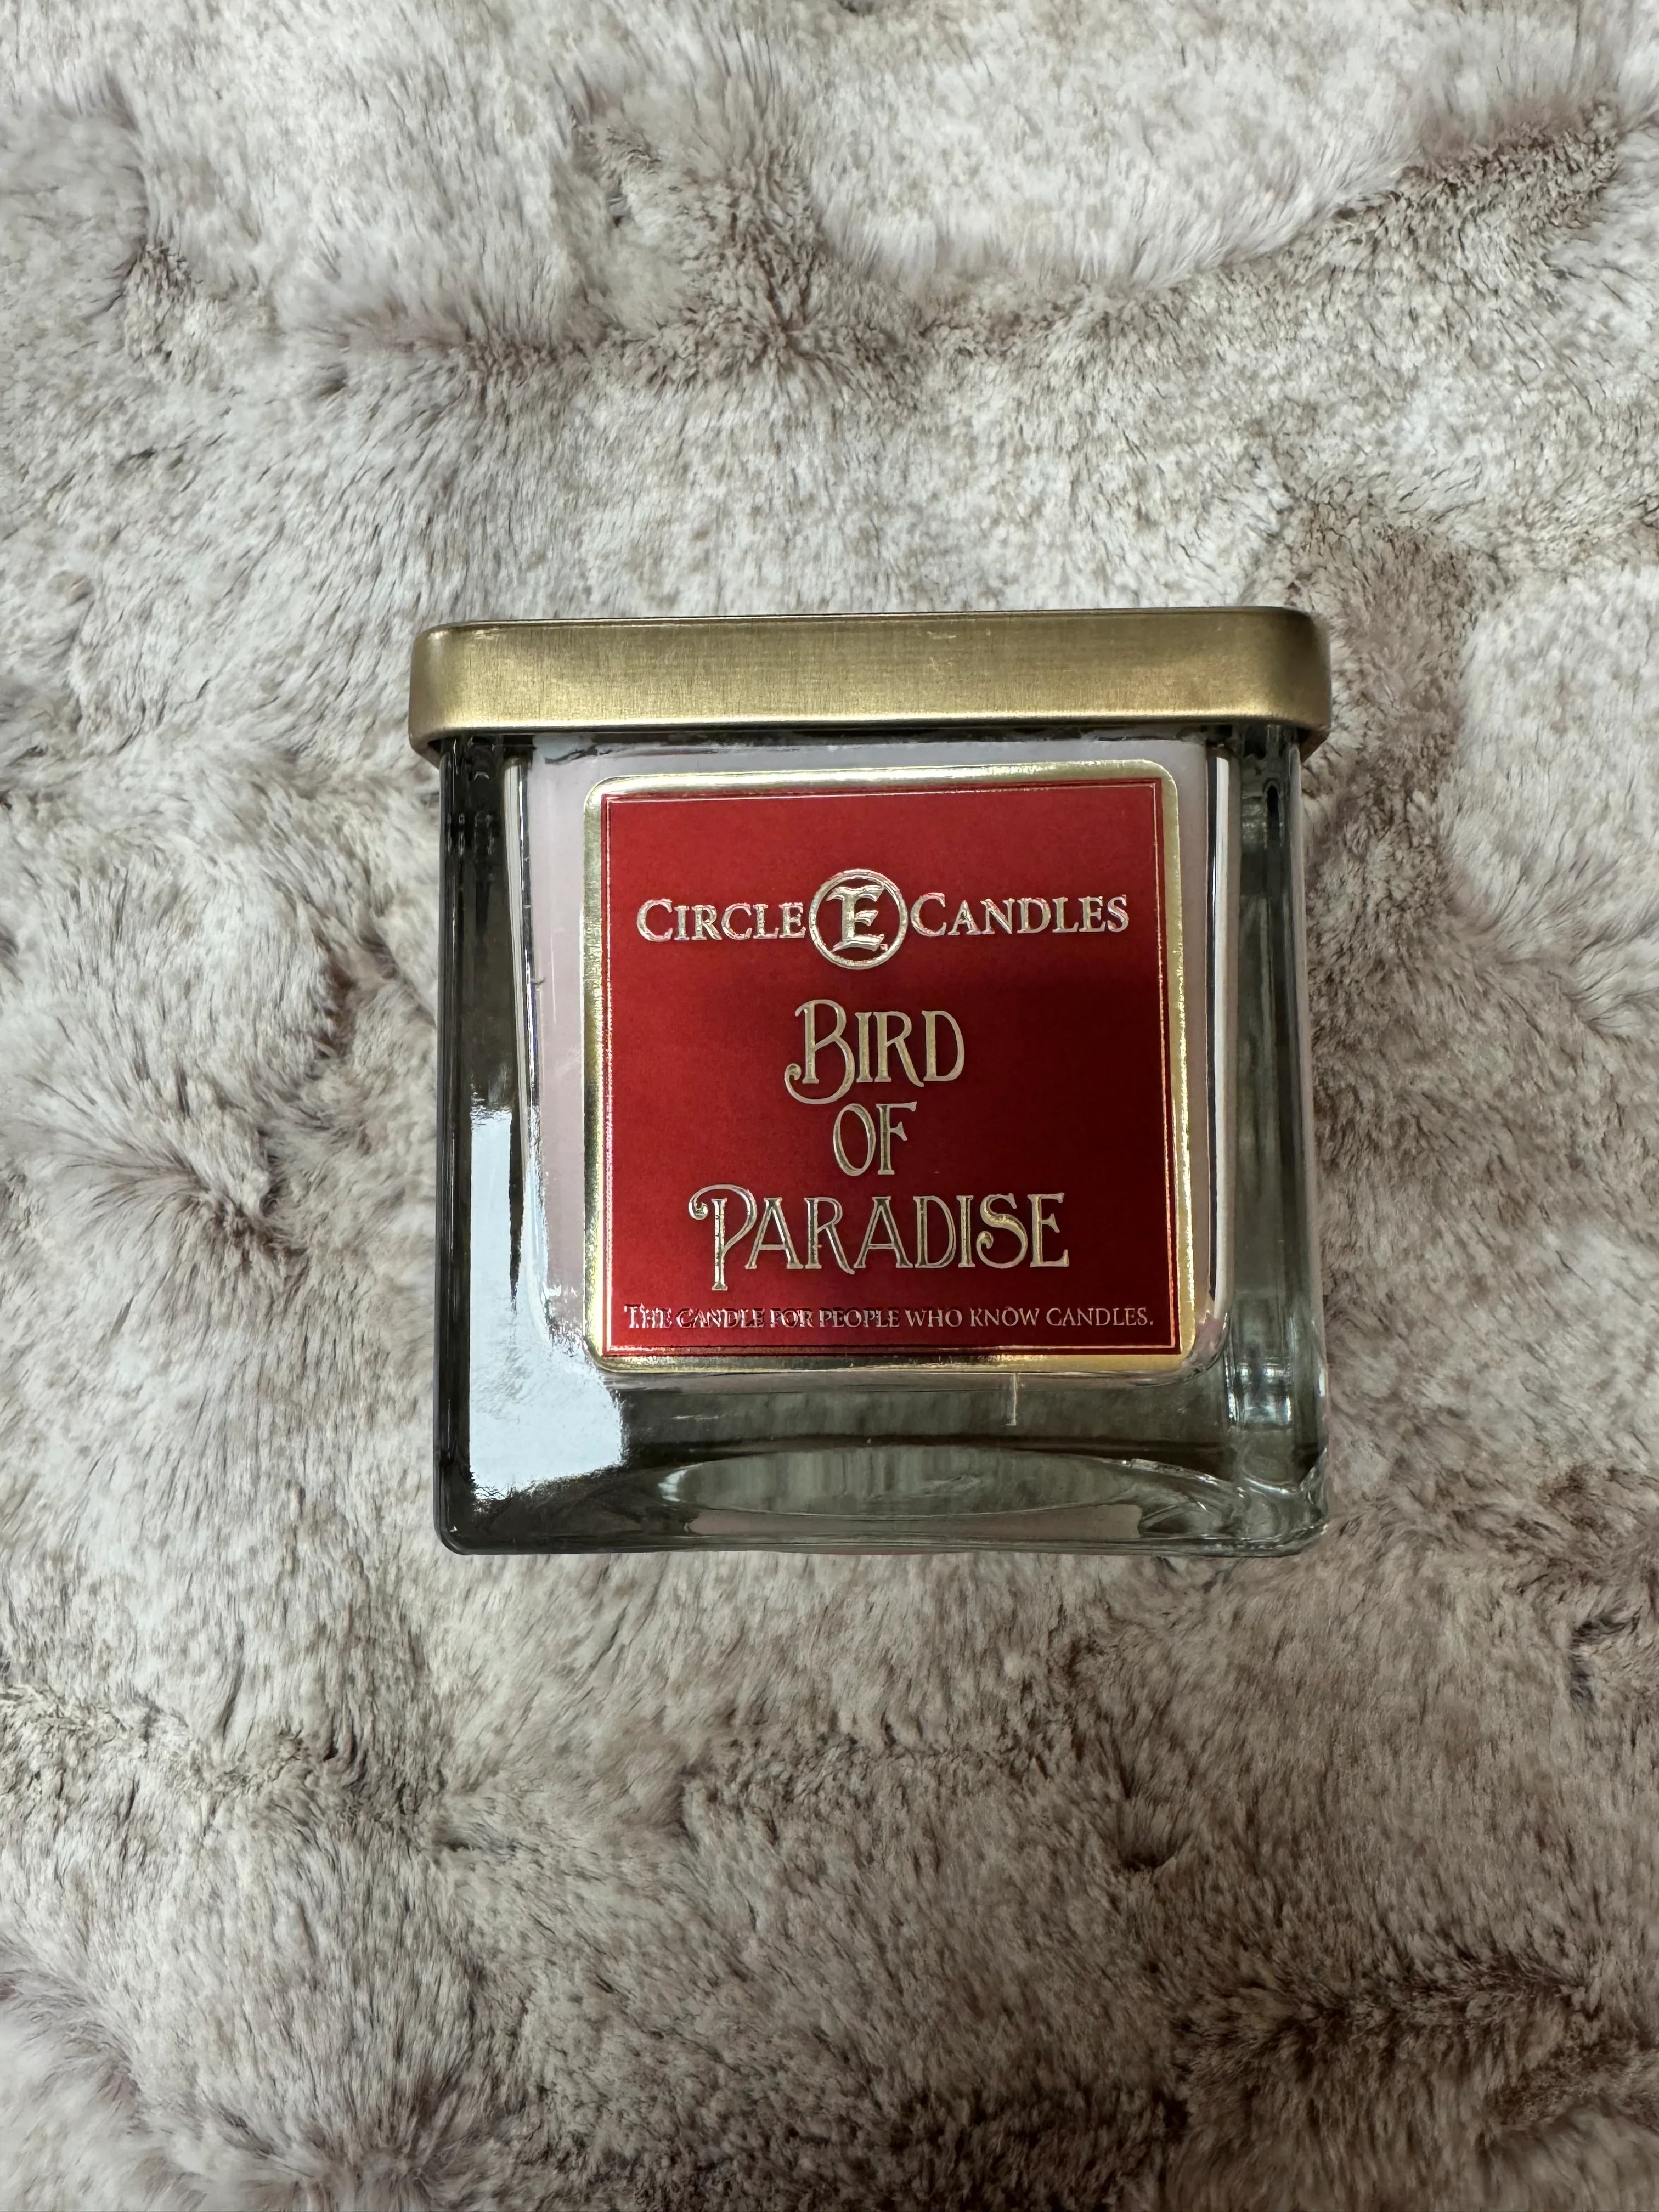 CIRCLE E CANDLES
BIRD
OF
PARADISE
THE CANDLE FOR PEOPLE WHO KNOW CANDLES.